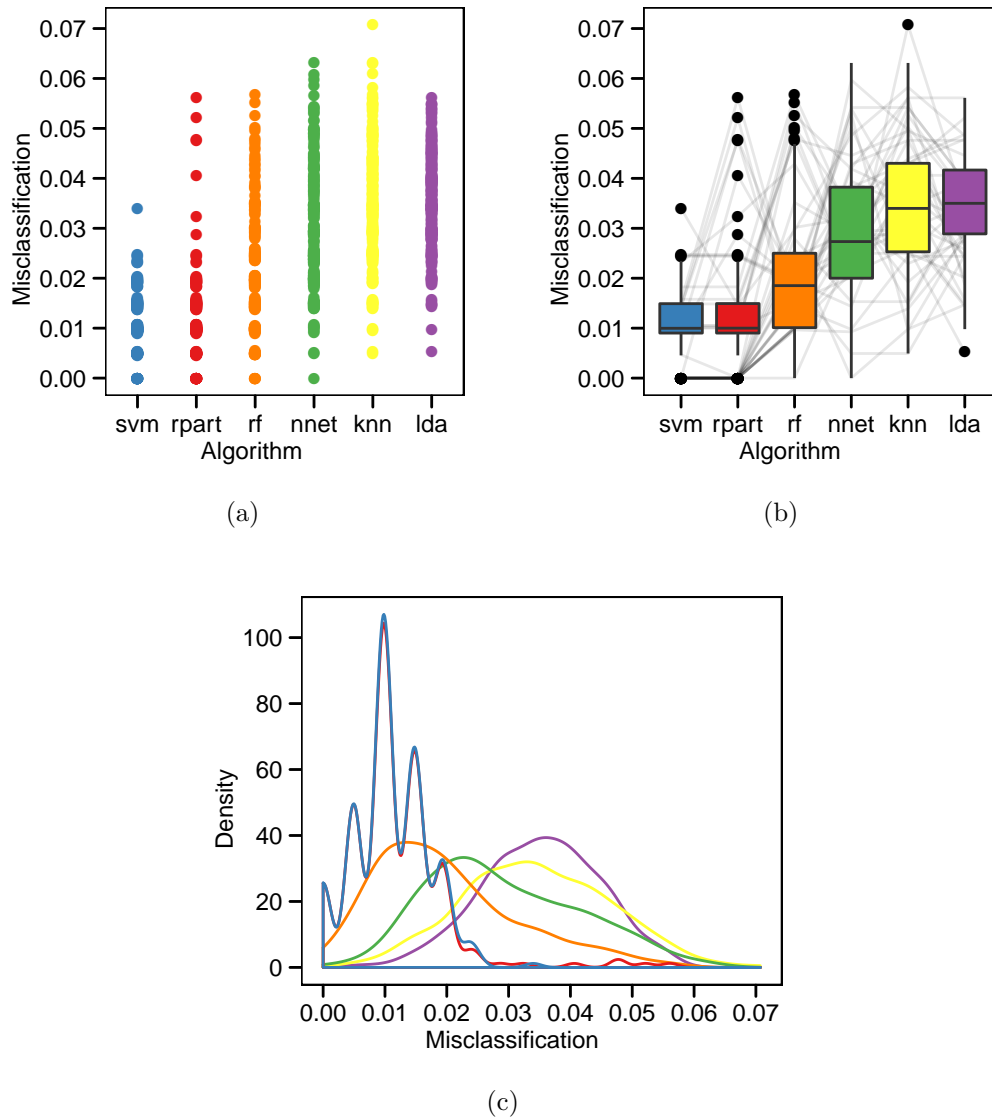 0.07
0.06
0.05
0.04
0.03
0.02
0.01
0.00
Misclassification
svm rpart rf nnet knn lda
Algorithm
(a)
0.07
0.06
0.05
0.04
0.03
0.02
0.01
0.00
Misclassification
svm rpart rf nnet knn lda
Algorithm
(b)
100
80
60
40
20
0
Density
0.00 0.01 0.02 0.03 0.04 0.05 0.06 0.07
Misclassification
(c)